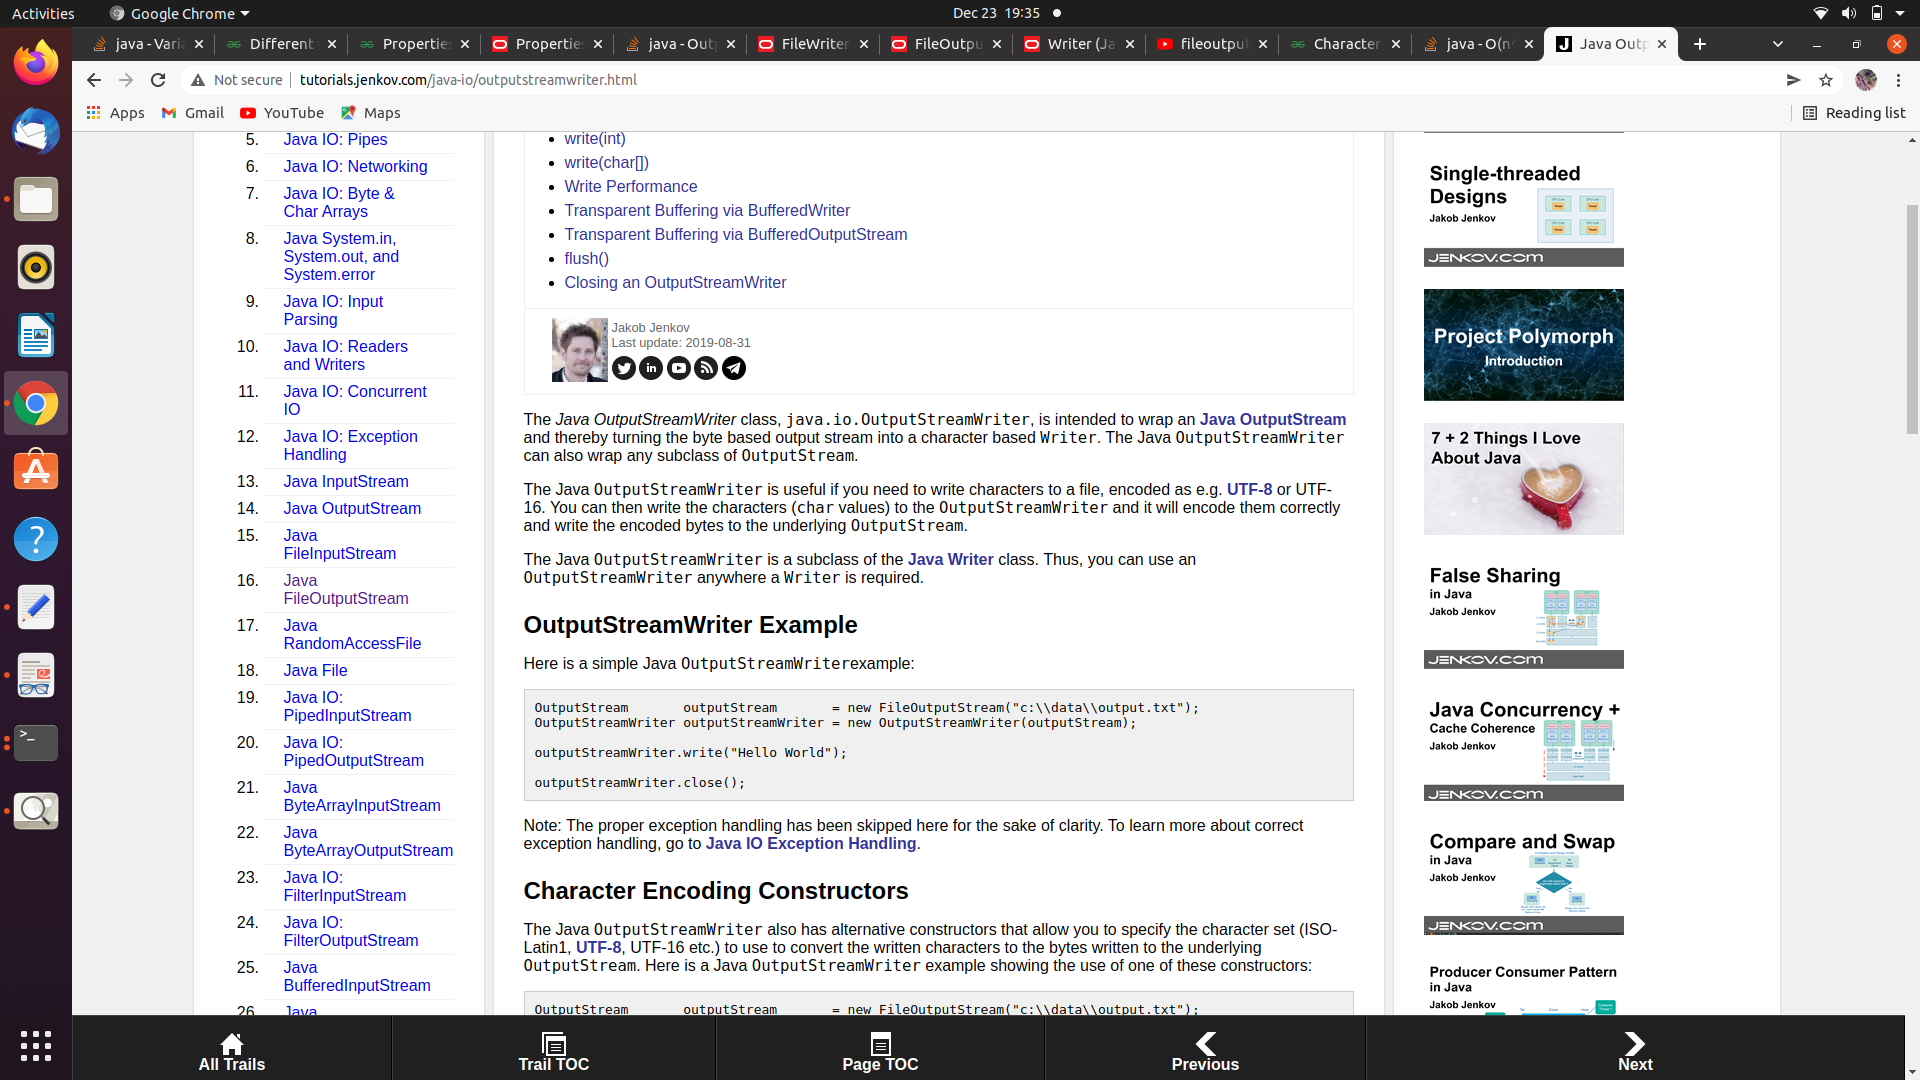 Activities
Google Chrome
Dec 23 19:35
java - Varia
Different
Propertie
Propertie
java - Outp
FileWriter
FileOutpu
Writer (Ja
fileoutput
Character
java - O(n
Java Outp
Not secure
tutorials.jenkov.com/java-io/outputstreamwriter.html
Apps
Gmail
YouTube
Maps
Reading list
5. Java IO: Pipes
6. Java IO: Networking
7. Java IO: Byte &
Char Arrays
8. Java System.in,
System.out, and
System.error
9. Java IO: Input
Parsing
10. Java IO: Readers
and Writers
11. Java IO: Concurrent
IO
12. Java IO: Exception
Handling
13. Java InputStream
14. Java OutputStream
15. Java
FileInputStream
16. Java
FileOutputStream
17. Java
RandomAccessFile
18. Java File
19. Java IO:
PipedInputStream
20. Java IO:
PipedOutputStream
21. Java
ByteArrayInputStream
22. Java
ByteArrayOutputStream
23. Java IO:
FilterInputStream
24. Java IO:
FilterOutputStream
25. Java
BufferedInputStream
26. Java
write(int)
write(char[])
Write Performance
Transparent Buffering via BufferedWriter
Transparent Buffering via BufferedOutputStream
flush()
Closing an OutputStreamWriter
Jakob Jenkov
Last update: 2019-08-31
The Java OutputStreamWriter class, java.io.OutputStreamWriter, is intended to wrap an Java OutputStream
and thereby turning the byte based output stream into a character based Writer. The Java OutputStreamWriter
can also wrap any subclass of OutputStream.
The Java OutputStreamWriter is useful if you need to write characters to a file, encoded as e.g. UTF-8 or UTF-
16. You can then write the characters (char values) to the OutputStreamWriter and it will encode them correctly
and write the encoded bytes to the underlying OutputStream.
The Java OutputStreamWriter is a subclass of the Java Writer class. Thus, you can use an
OutputStreamWriter anywhere a Writer is required.
OutputStreamWriter Example
Here is a simple Java OutputStreamWriterexample:
OutputStream outputStream = new FileOutputStream("c:\\data\\output.txt");
OutputStreamWriter outputStreamWriter = new OutputStreamWriter(outputStream);
outputStreamWriter.write("Hello World");
outputStreamWriter.close();
Note: The proper exception handling has been skipped here for the sake of clarity. To learn more about correct
exception handling, go to Java IO Exception Handling.
Character Encoding Constructors
The Java OutputStreamWriter also has alternative constructors that allow you to specify the character set (ISO-
Latin1, UTF-8, UTF-16 etc.) to use to convert the written characters to the bytes written to the underlying
OutputStream. Here is a Java OutputStreamWriter example showing the use of one of these constructors:
OutputStream outputStream = new FileOutputStream("c:\\data\\output.txt");
Single-threaded
Designs
Jakob Jenkov
JENKOV.COM
Project Polymorph
Introduction
7 + 2 Things I Love
About Java
False Sharing
in Java
Jakob Jenkov
JENKOV.COM
Java Concurrency +
Cache Coherence
Jakob Jenkov
JENKOV.COM
Compare and Swap
in Java
Jakob Jenkov
JENKOV.COM
Producer Consumer Pattern
in Java
Jakob Jenkov
All Trails
Trail TOC
Page TOC
Previous
Next